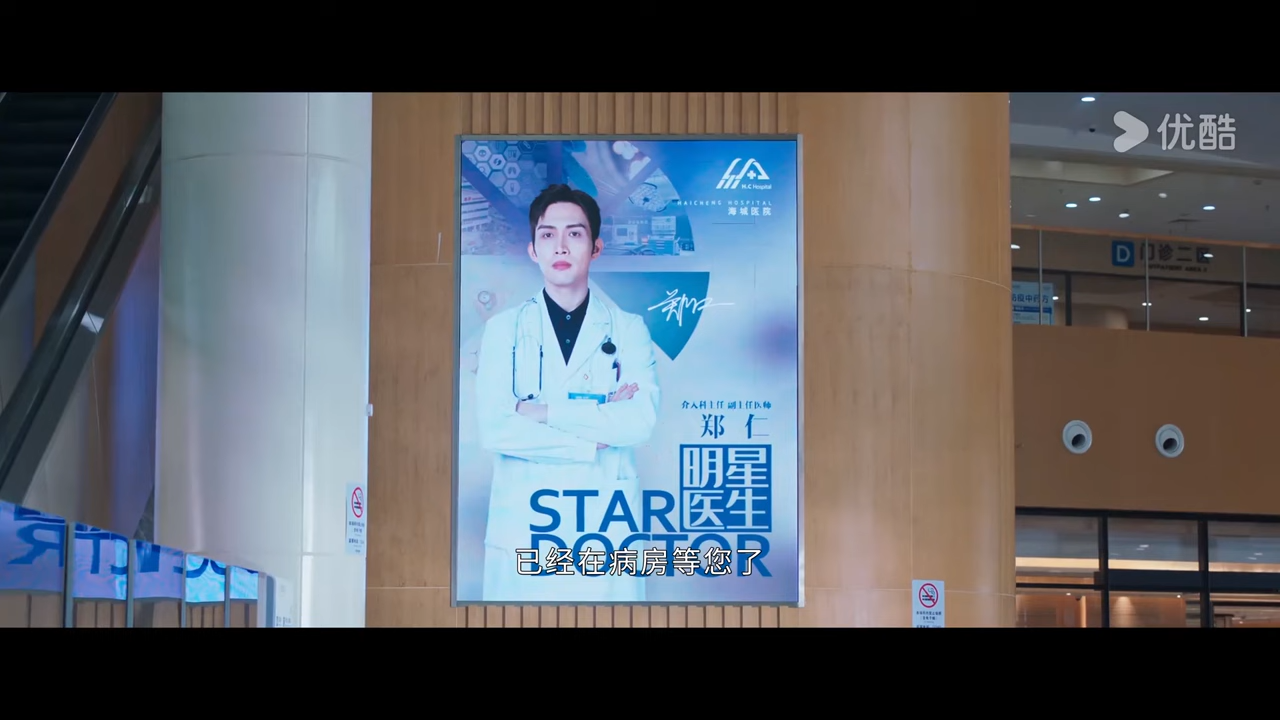 优酷
H.C Hospital
HAICHENG HOSPITAL
海城医院
D 门诊二区
郑仁
介入科主任 副主任医师
郑 仁
明星
医生
STAR
DOCTOR
已经在病房等您了